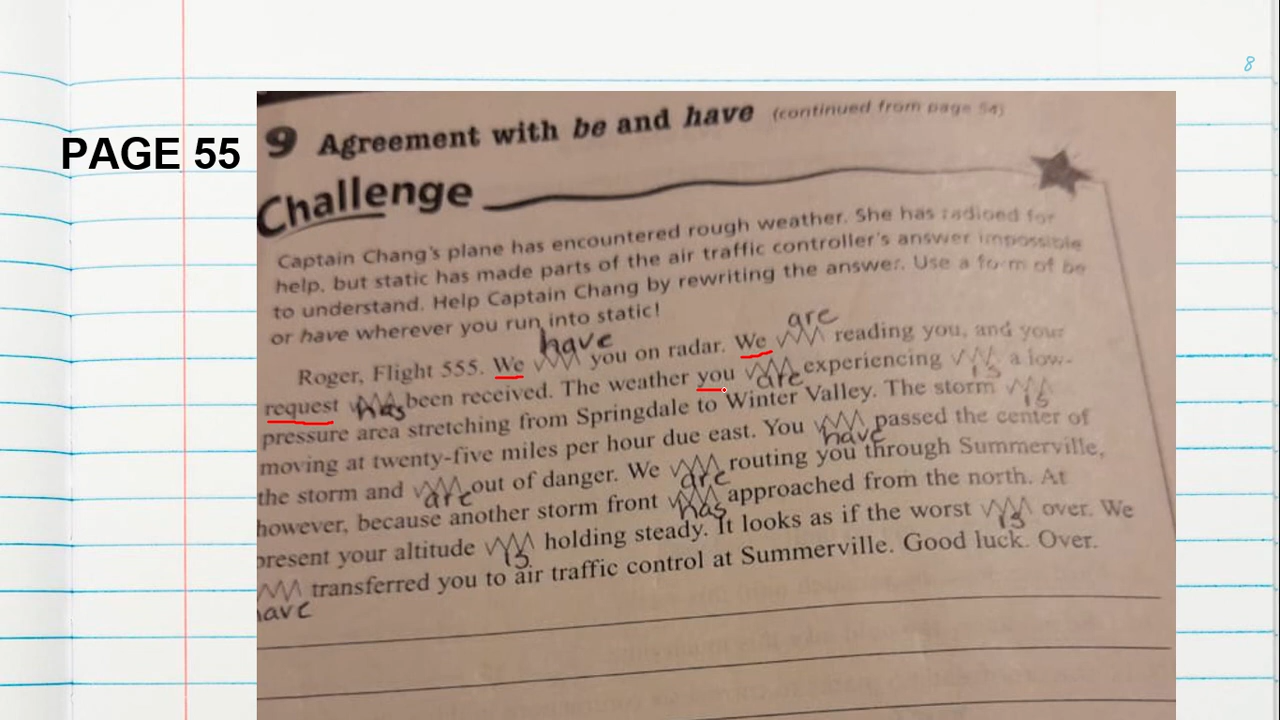 8
PAGE 55
9 Agreement with be and have (continued from page 54)
Challenge
Captain Chang's plane has encountered rough weather. She has radioed for
help, but static has made parts of the air traffic controller's answer impossible
to understand. Help Captain Chang by rewriting the answer. Use a form of be
or have wherever you run into static!
have are
Roger, Flight 555. We you on radar. We reading you, and your
request has been received. The weather you are experiencing is a low-
pressure area stretching from Springdale to Winter Valley. The storm is
moving at twenty-five miles per hour due east. You have passed the center of
the storm and are out of danger. We are routing you through Summerville,
however, because another storm front has approached from the north. At
present your altitude is holding steady. It looks as if the worst is over. We
transferred you to air traffic control at Summerville. Good luck. Over.
have